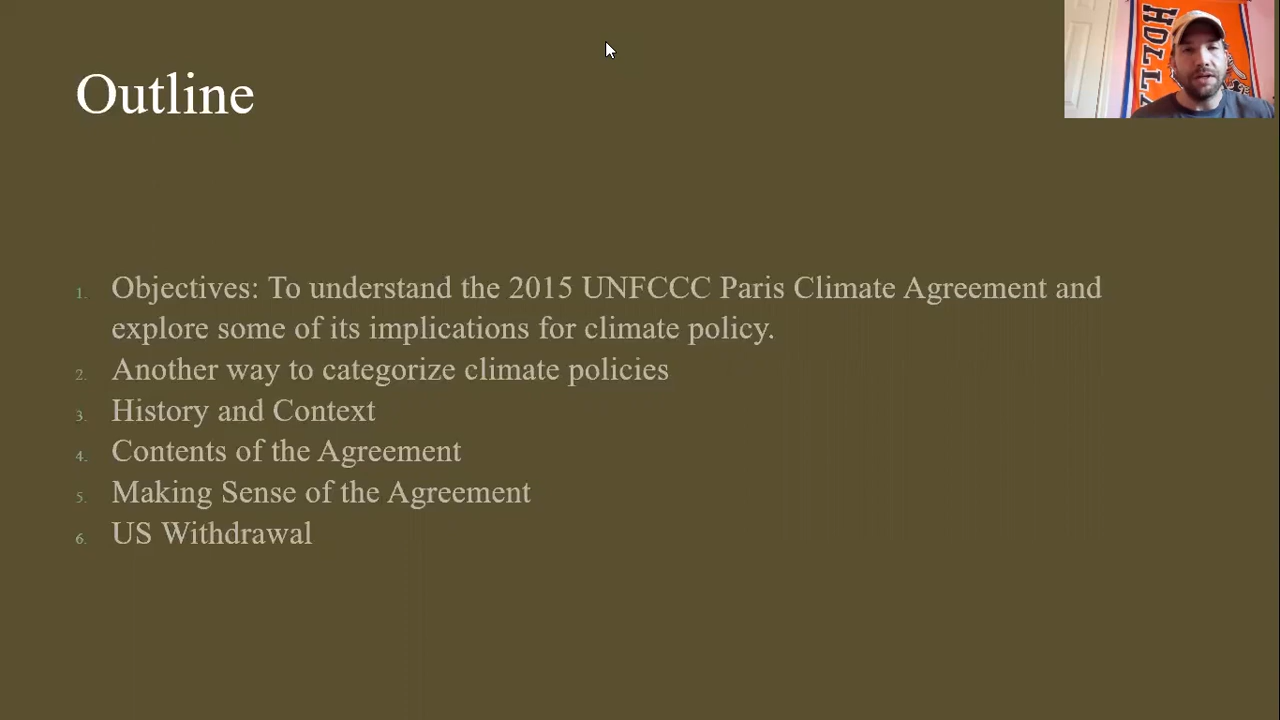 Outline
1. Objectives: To understand the 2015 UNFCCC Paris Climate Agreement and
explore some of its implications for climate policy.
2. Another way to categorize climate policies
3. History and Context
4. Contents of the Agreement
5. Making Sense of the Agreement
6. US Withdrawal